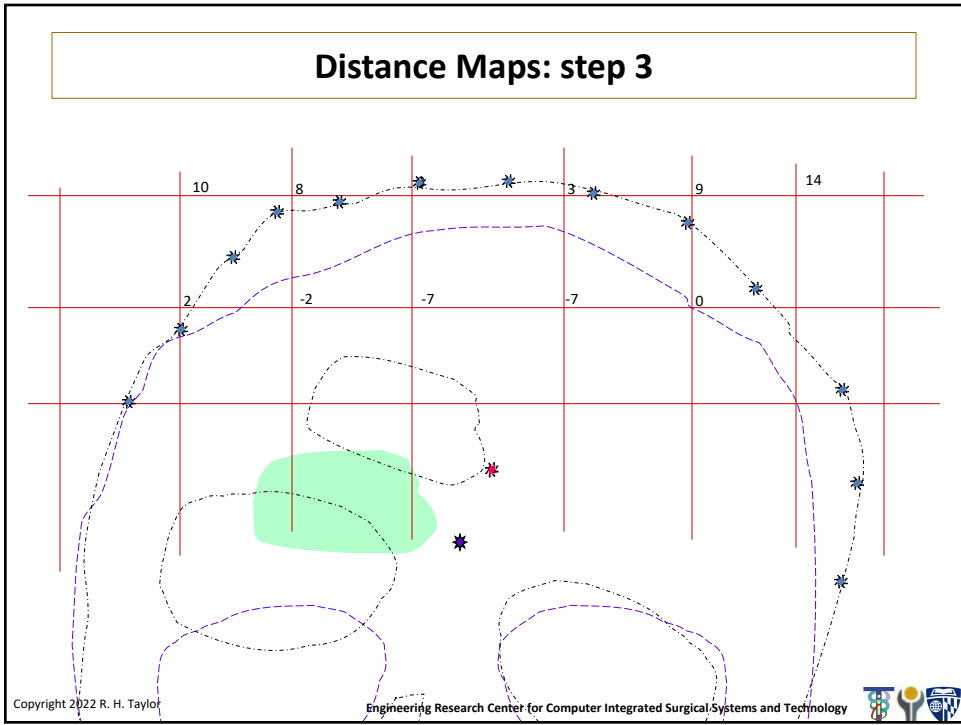 Distance Maps: step 3
10 8 3 9 14
2 -2 -7 -7 0
Copyright 2022 R. H. Taylor
Engineering Research Center for Computer Integrated Surgical Systems and Technology